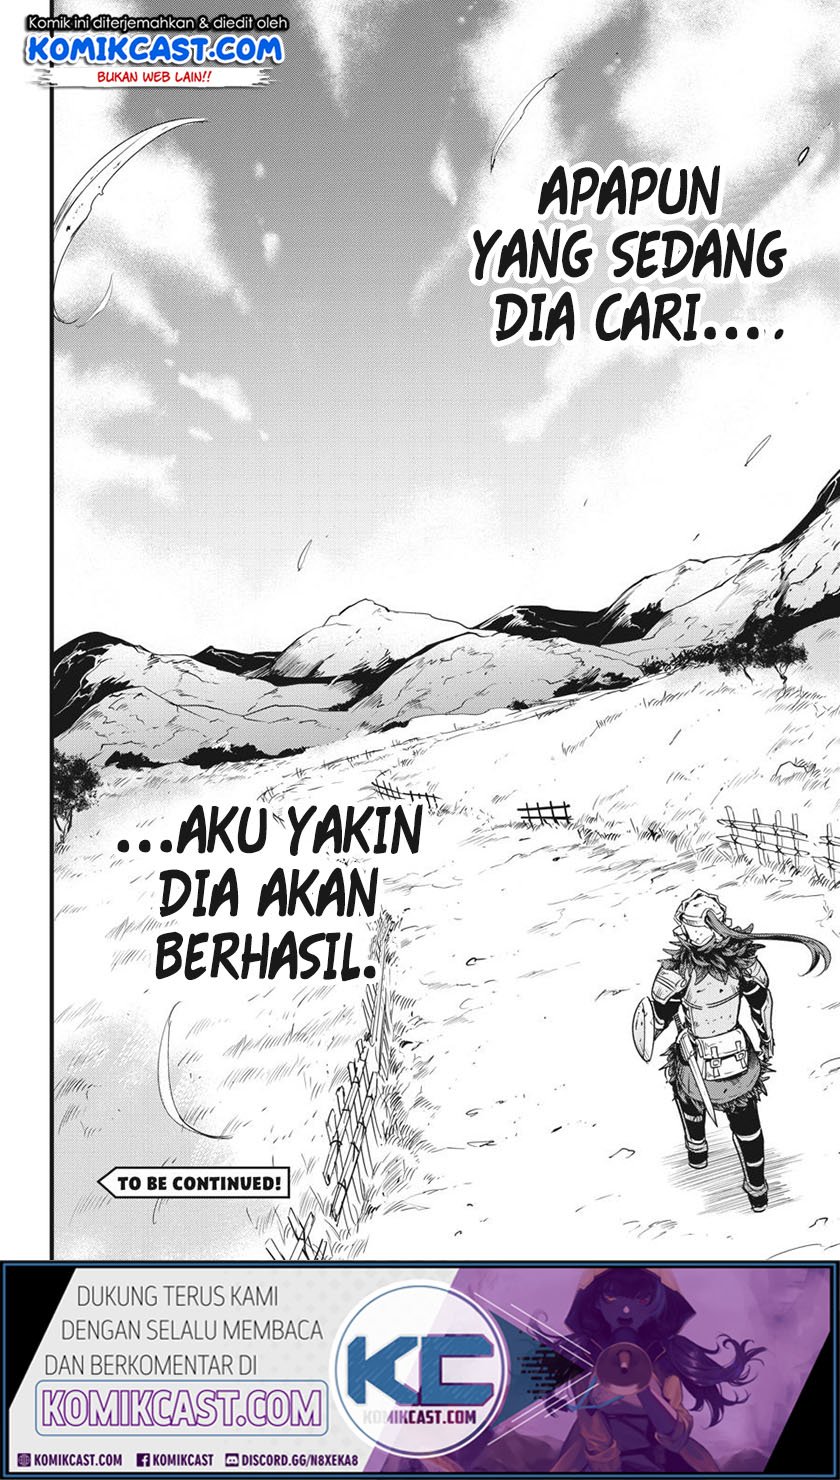 Komik ini diterjemahkan & diedit oleh
KOMIKCAST.COM
BUKAN WEB LAIN!!
APAPUN
YANG SEDANG
DIA CARI.....
...AKU YAKIN
DIA AKAN
BERHASIL.
TO BE CONTINUED!
DUKUNG TERUS KAMI
DENGAN SELALU MEMBACA
DAN BERKOMENTAR DI
KOMIKCAST.COM
KOMIKCAST.COM KOMIKCAST DISCORD.GG/N8XEKA8
KC
KOMIKCAST.COM